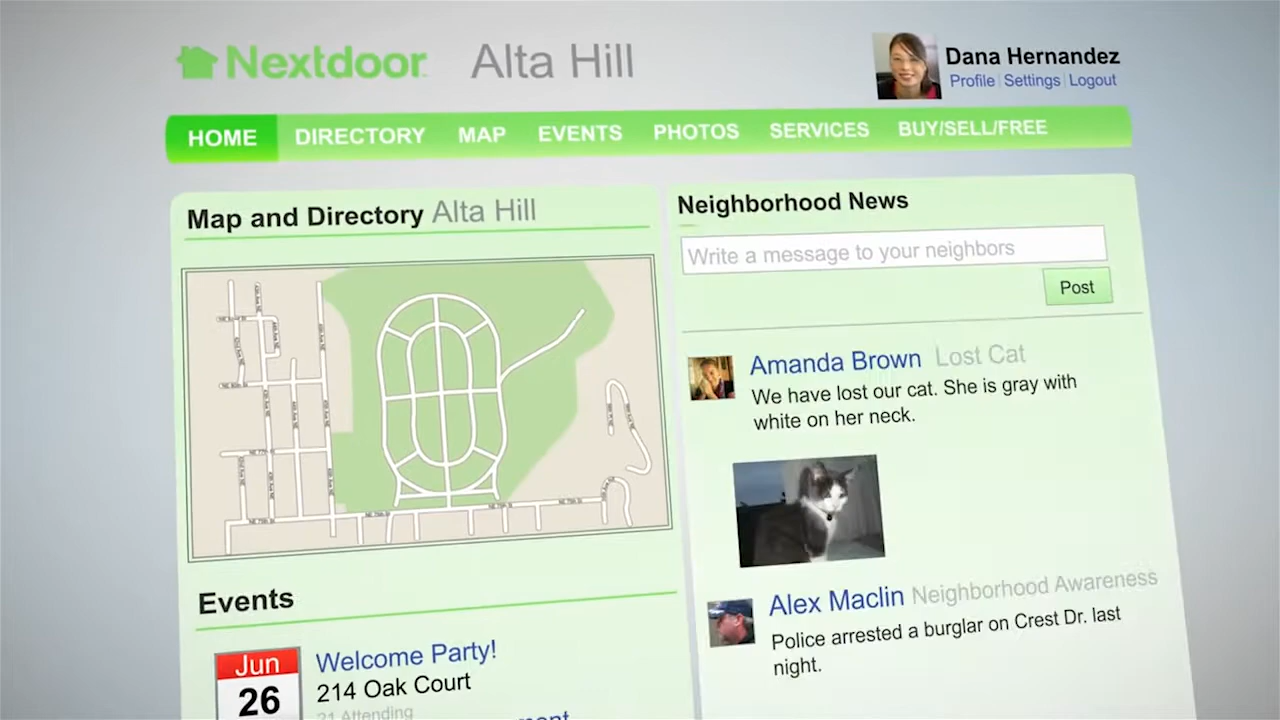 Nextdoor
Alta Hill
Dana Hernandez
Profile | Settings | Logout
HOME DIRECTORY MAP EVENTS PHOTOS SERVICES BUY/SELL/FREE
Map and Directory Alta Hill
Events
Jun
26
Welcome Party!
214 Oak Court
21 Attending
Neighborhood News
Write a message to your neighbors
Post
Amanda Brown Lost Cat
We have lost our cat. She is gray with
white on her neck.
Alex Maclin Neighborhood Awareness
Police arrested a burglar on Crest Dr. last
night.